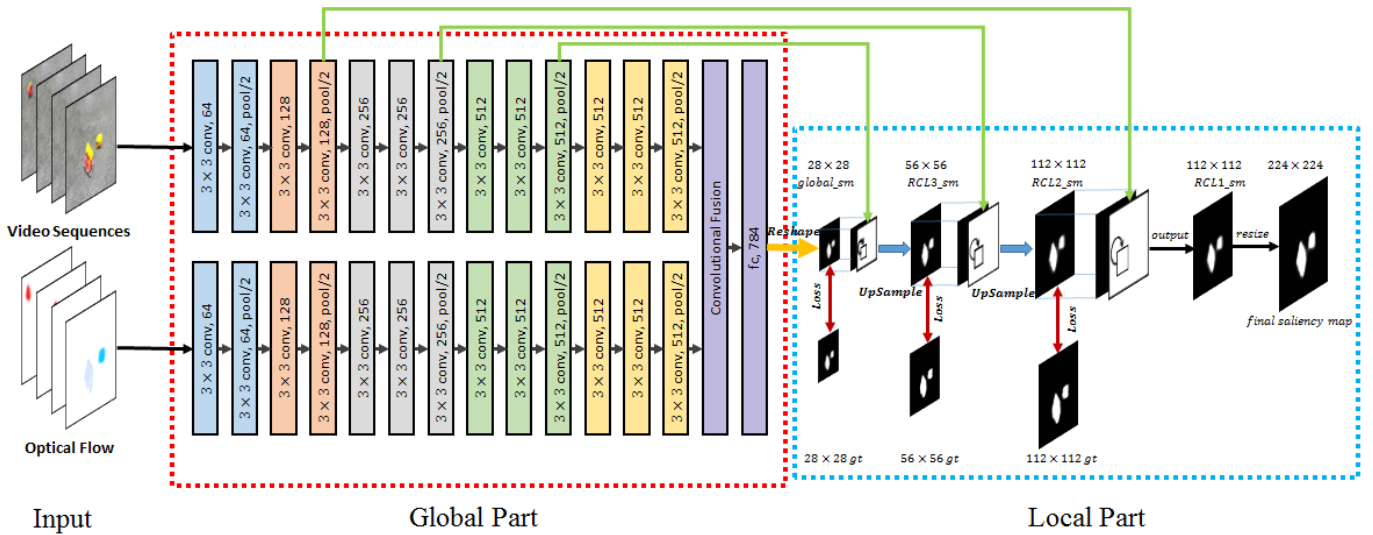 Video Sequences
3 × 3 conv, 64
3 × 3 conv, 64, pool/2
3 × 3 conv, 128
3 × 3 conv, 128, pool/2
3 × 3 conv, 256
3 × 3 conv, 256
3 × 3 conv, 256, pool/2
3 × 3 conv, 512
3 × 3 conv, 512
3 × 3 conv, 512, pool/2
3 × 3 conv, 512
3 × 3 conv, 512
3 × 3 conv, 512, pool/2
Optical Flow
3 × 3 conv, 64
3 × 3 conv, 64, pool/2
3 × 3 conv, 128
3 × 3 conv, 128, pool/2
3 × 3 conv, 256
3 × 3 conv, 256
3 × 3 conv, 256, pool/2
3 × 3 conv, 512
3 × 3 conv, 512
3 × 3 conv, 512, pool/2
3 × 3 conv, 512
3 × 3 conv, 512
3 × 3 conv, 512, pool/2
Convolutional Fusion
fc, 784
Reshape
28 × 28
global_sm
56 × 56
RCL3_sm
112 × 112
RCL2_sm
112 × 112
RCL1_sm
224 × 224
output
resize
UpSample
UpSample
Loss
Loss
Loss
final saliency map
28 × 28 gt
56 × 56 gt
112 × 112 gt
Input
Global Part
Local Part